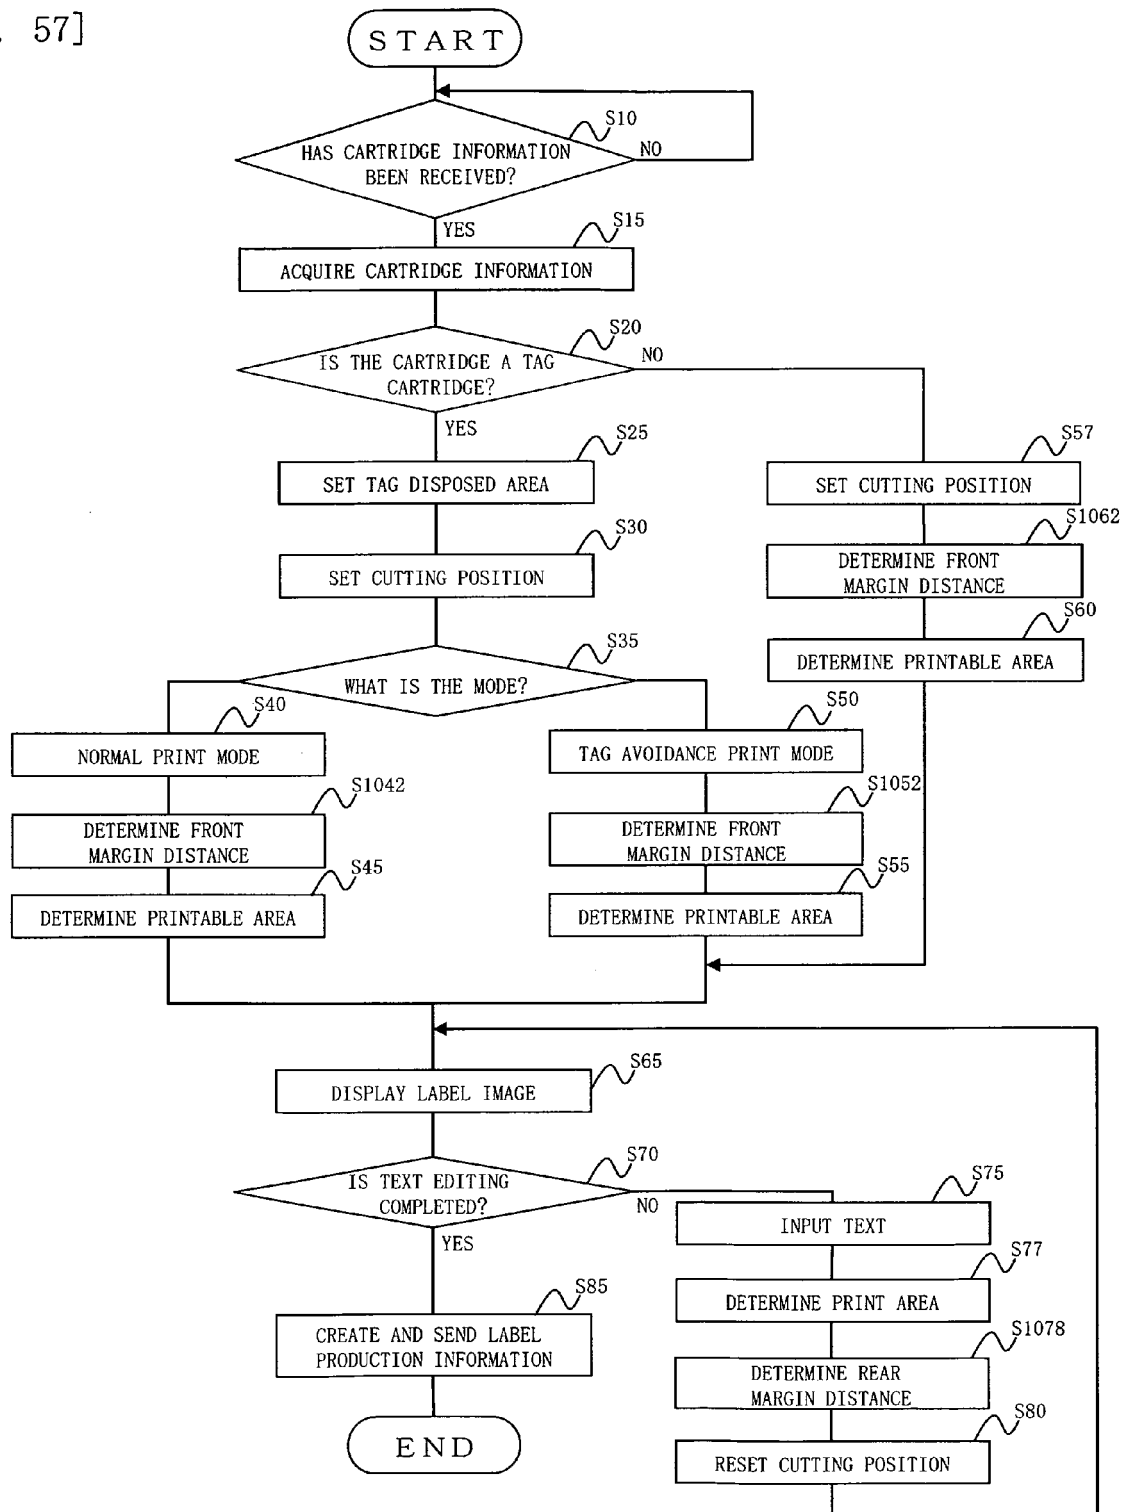 . 57]
START
S10
HAS CARTRIDGE INFORMATION
BEEN RECEIVED?
NO
YES
S15
ACQUIRE CARTRIDGE INFORMATION
S20
IS THE CARTRIDGE A TAG
CARTRIDGE?
NO
YES
S25
SET TAG DISPOSED AREA
S57
SET CUTTING POSITION
S30
SET CUTTING POSITION
S1062
DETERMINE FRONT
MARGIN DISTANCE
S60
DETERMINE PRINTABLE AREA
S35
WHAT IS THE MODE?
S40
NORMAL PRINT MODE
S1042
DETERMINE FRONT
MARGIN DISTANCE
S45
DETERMINE PRINTABLE AREA
S50
TAG AVOIDANCE PRINT MODE
S1052
DETERMINE FRONT
MARGIN DISTANCE
S55
DETERMINE PRINTABLE AREA
S65
DISPLAY LABEL IMAGE
S70
IS TEXT EDITING
COMPLETED?
NO
YES
S75
INPUT TEXT
S77
DETERMINE PRINT AREA
S1078
DETERMINE REAR
MARGIN DISTANCE
S80
RESET CUTTING POSITION
S85
CREATE AND SEND LABEL
PRODUCTION INFORMATION
END